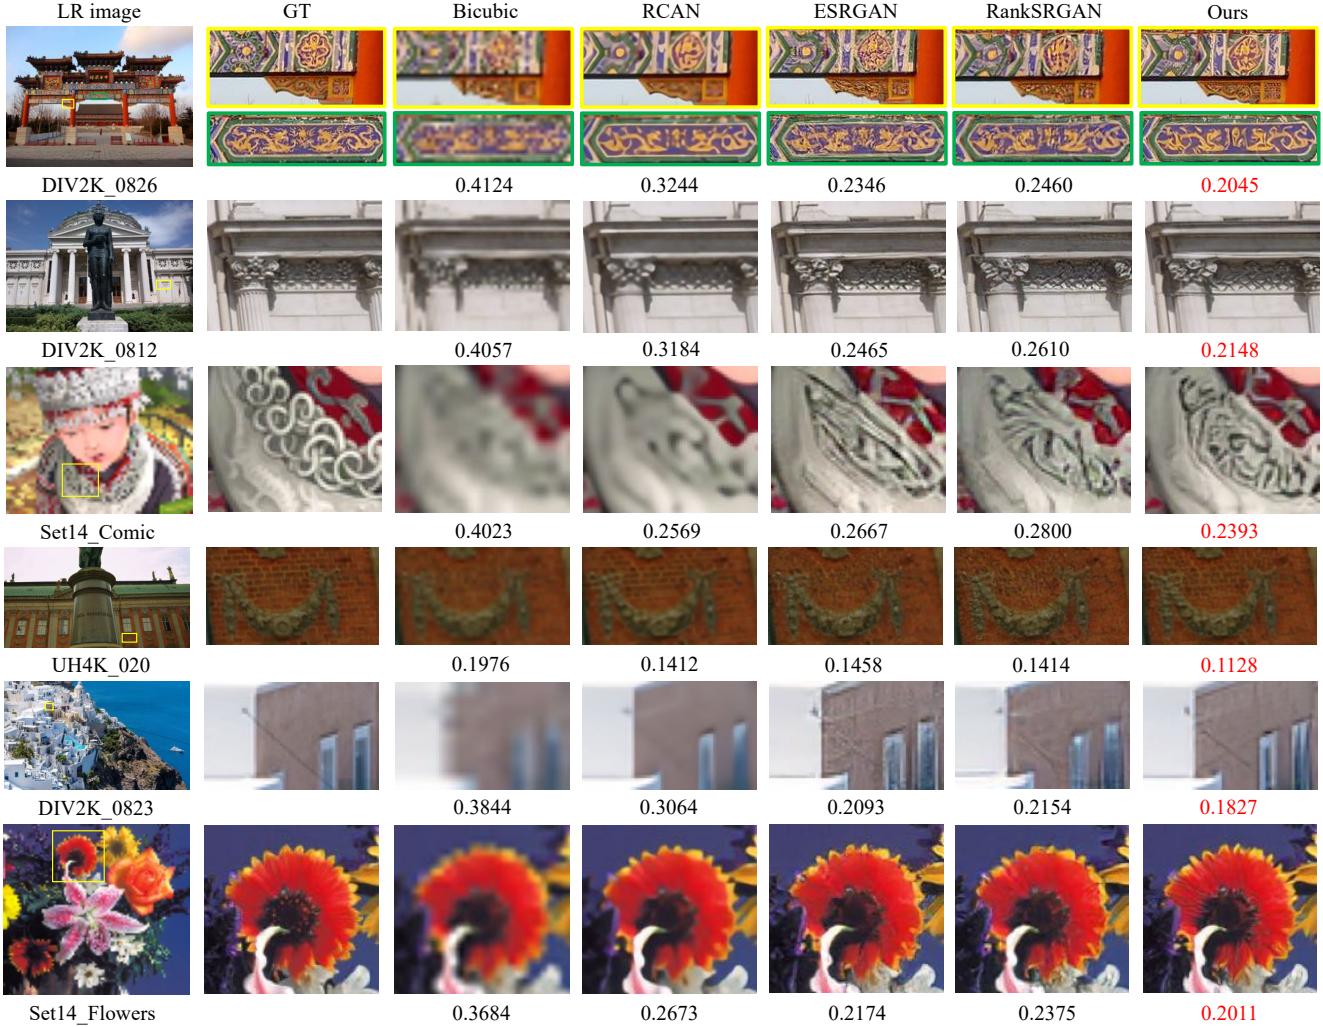 LR image GT Bicubic RCAN ESRGAN RankSRGAN Ours
DIV2K_0826 0.4124 0.3244 0.2346 0.2460 0.2045
DIV2K_0812 0.4057 0.3184 0.2465 0.2610 0.2148
Set14_Comic 0.4023 0.2569 0.2667 0.2800 0.2393
UH4K_020 0.1976 0.1412 0.1458 0.1414 0.1128
DIV2K_0823 0.3844 0.3064 0.2093 0.2154 0.1827
Set14_Flowers 0.3684 0.2673 0.2174 0.2375 0.2011